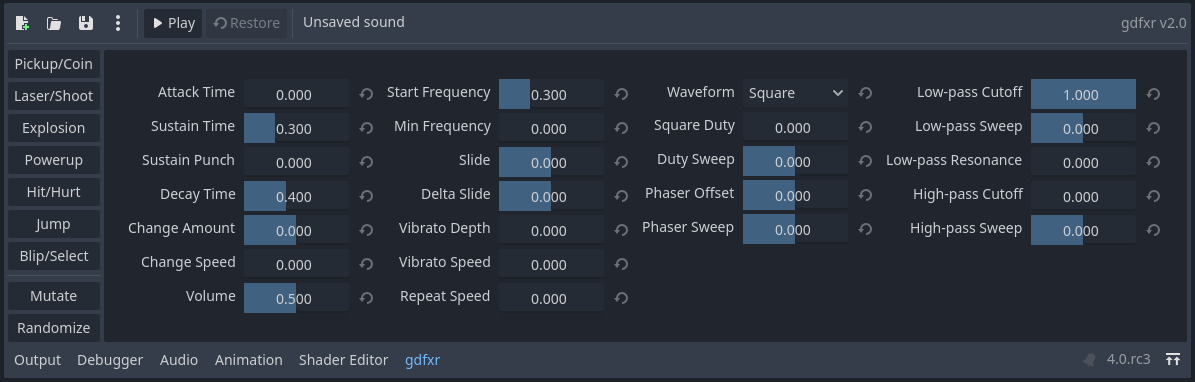 Play Restore Unsaved sound gdfxr v2.0
Pickup/Coin
Laser/Shoot
Explosion
Powerup
Hit/Hurt
Jump
Blip/Select
Mutate
Randomize
Attack Time 0.000
Sustain Time 0.300
Sustain Punch 0.000
Decay Time 0.400
Change Amount 0.000
Change Speed 0.000
Volume 0.500
Start Frequency 0.300
Min Frequency 0.000
Slide 0.000
Delta Slide 0.000
Vibrato Depth 0.000
Vibrato Speed 0.000
Repeat Speed 0.000
Waveform Square
Square Duty 0.000
Duty Sweep 0.000
Phaser Offset 0.000
Phaser Sweep 0.000
Low-pass Cutoff 1.000
Low-pass Sweep 0.000
Low-pass Resonance 0.000
High-pass Cutoff 0.000
High-pass Sweep 0.000
Output Debugger Audio Animation Shader Editor gdfxr 4.0.rc3